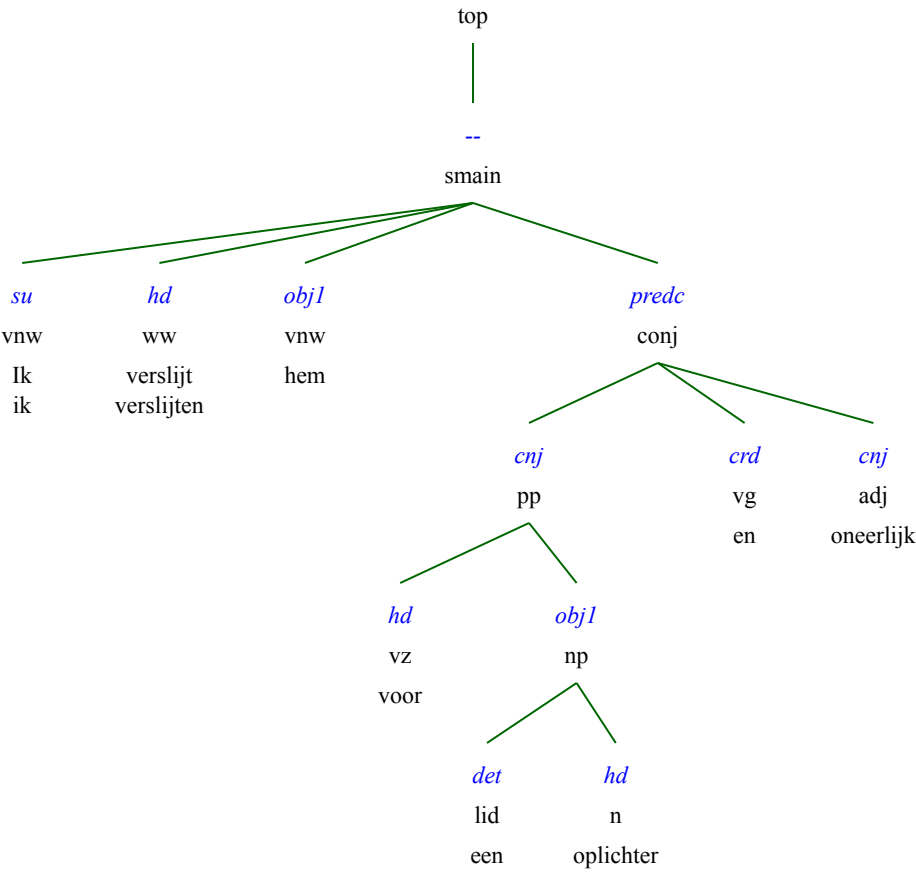 top
--
smain
su hd obj1 predc
vnw ww vnw conj
Ik verslijt hem
ik verslijten
cnj crd cnj
pp vg adj
en oneerlijk
hd obj1
vz np
voor
det hd
lid n
een oplichter